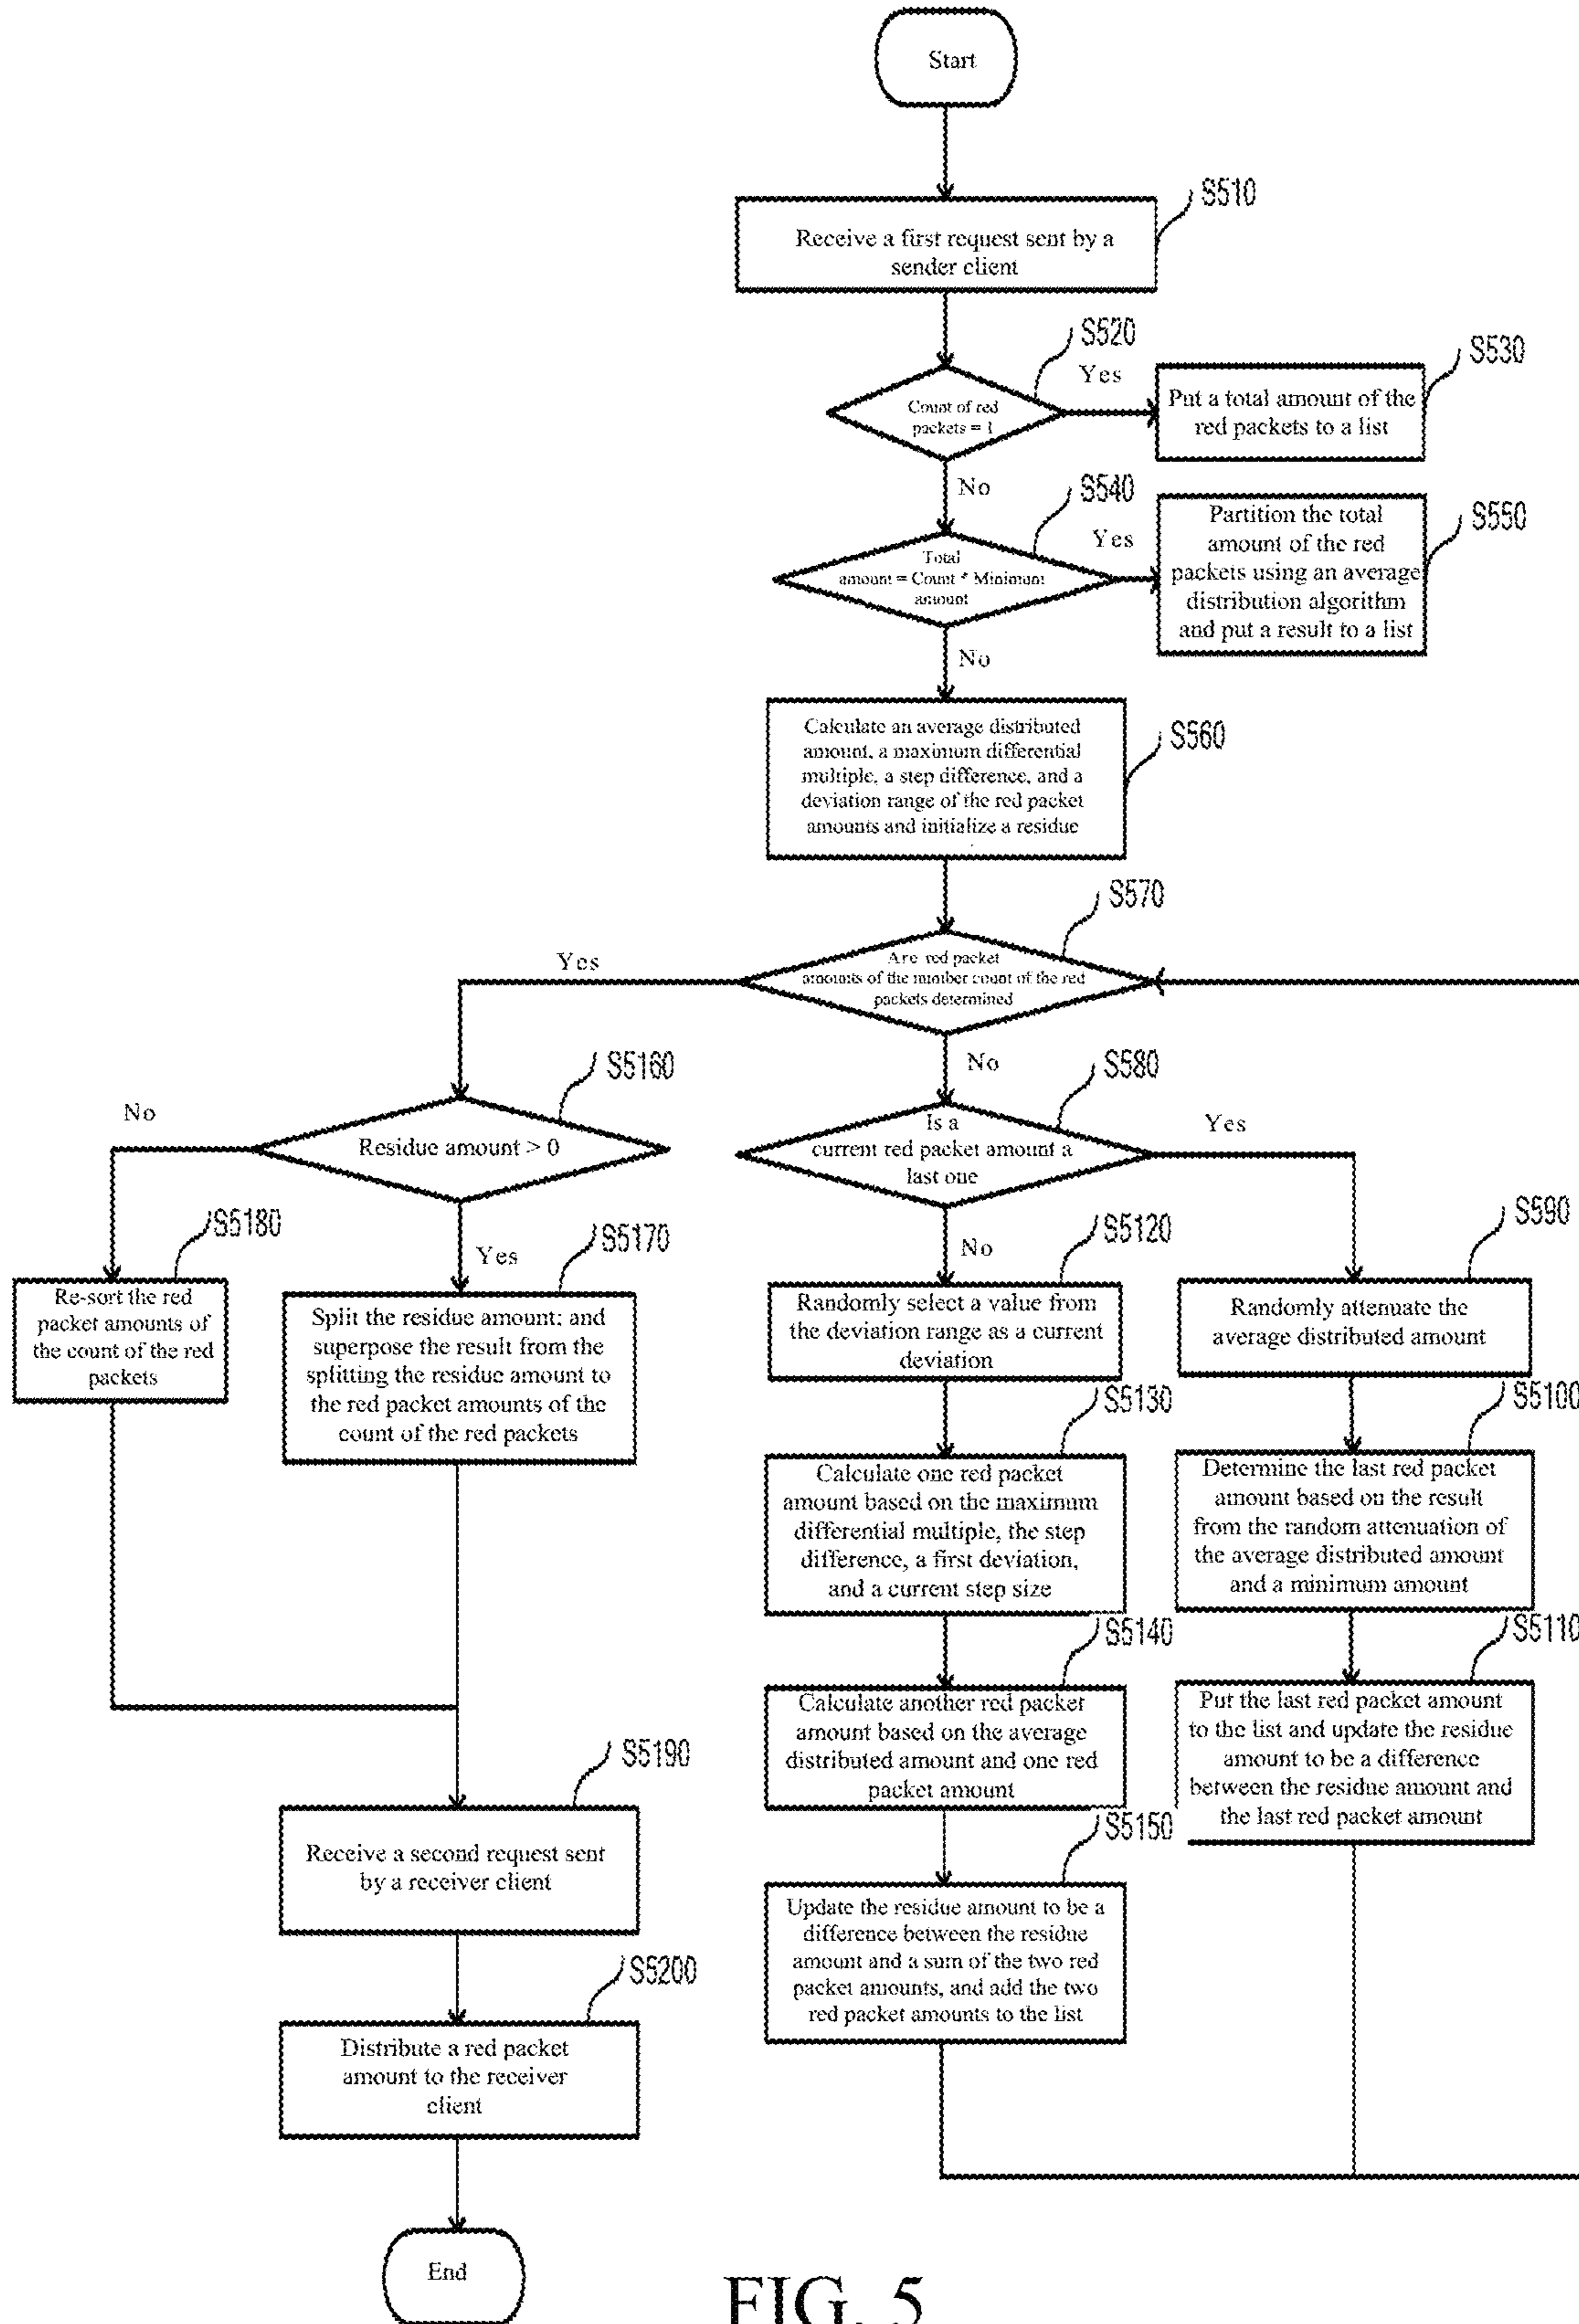 Start
S510
Receive a first request sent by a
sender client
S520
Count of red
packets = 1
Yes
S530
Put a total amount of the
red packets to a list
No
S540
Total
amount = Count * Minimum
amount
Yes
S550
Partition the total
amount of the red
packets using an average
distribution algorithm
and put a result to a list
No
S560
Calculate an average distributed
amount, a maximum differential
multiple, a step difference, and a
deviation range of the red packet
amounts and initialize a residue
S570
Are red packet
amounts of the number count of the red
packets determined
Yes
No
S5160
Residue amount > 0
No
Yes
S580
Is a
current red packet amount a
last one
Yes
No
S5180
Re-sort the red
packet amounts of
the count of the red
packets
S5170
Split the residue amount; and
superpose the result from the
splitting the residue amount to
the red packet amounts of the
count of the red packets
S5120
Randomly select a value from
the deviation range as a current
deviation
S590
Randomly attenuate the
average distributed amount
S5130
Calculate one red packet
amount based on the maximum
differential multiple, the step
difference, a first deviation,
and a current step size
S5100
Determine the last red packet
amount based on the result
from the random attenuation of
the average distributed amount
and a minimum amount
S5140
Calculate another red packet
amount based on the average
distributed amount and one red
packet amount
S5110
Put the last red packet amount
to the list and update the residue
amount to be a difference
between the residue amount and
the last red packet amount
S5150
Update the residue amount to be a
difference between the residue
amount and a sum of the two red
packet amounts, and add the two
red packet amounts to the list
S5190
Receive a second request sent
by a receiver client
S5200
Distribute a red packet
amount to the receiver
client
End
FIG. 5